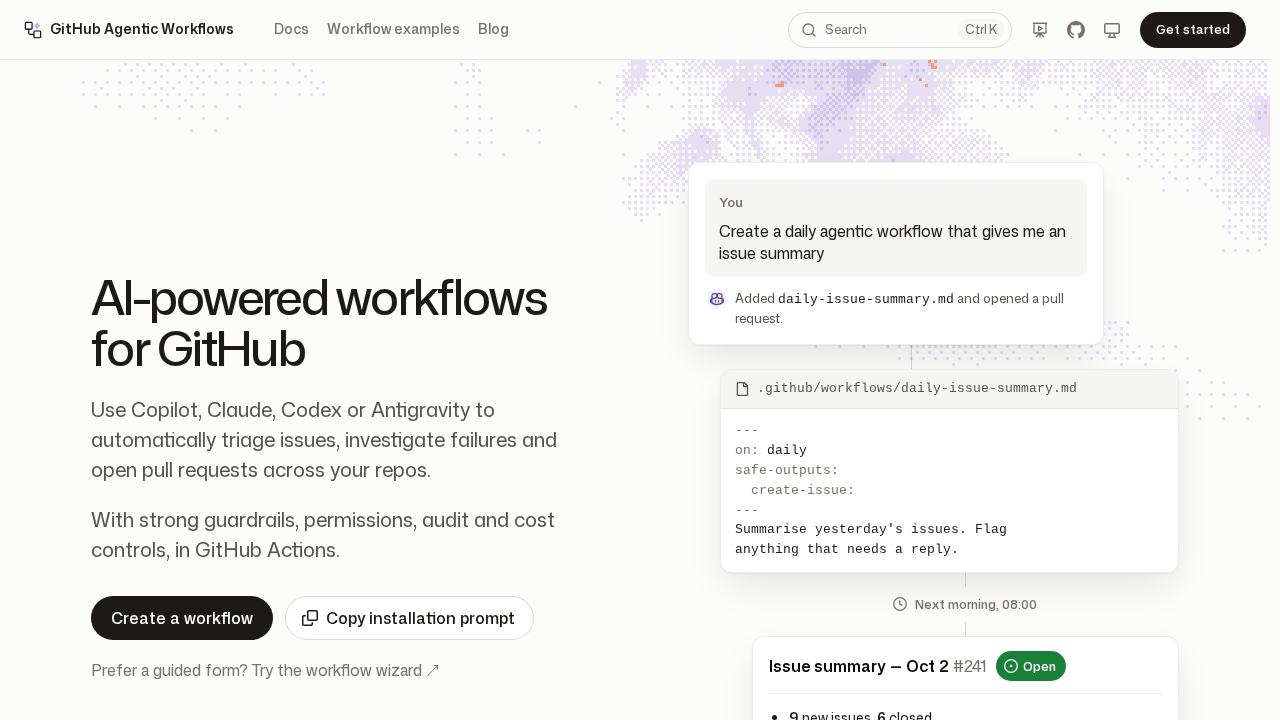 GitHub Agentic Workflows
Docs
Workflow examples
Blog
Search
Ctrl K
Get started
AI-powered workflows
for GitHub
Use Copilot, Claude, Codex or Antigravity to
automatically triage issues, investigate failures and
open pull requests across your repos.
With strong guardrails, permissions, audit and cost
controls, in GitHub Actions.
Create a workflow
Copy installation prompt
Prefer a guided form? Try the workflow wizard ↗
You
Create a daily agentic workflow that gives me an
issue summary
Added daily-issue-summary.md and opened a pull
request.
.github/workflows/daily-issue-summary.md
---
on: daily
safe-outputs:
  create-issue:
---
Summarise yesterday's issues. Flag
anything that needs a reply.
Next morning, 08:00
Issue summary — Oct 2 #241
Open
• 9 new issues, 6 closed